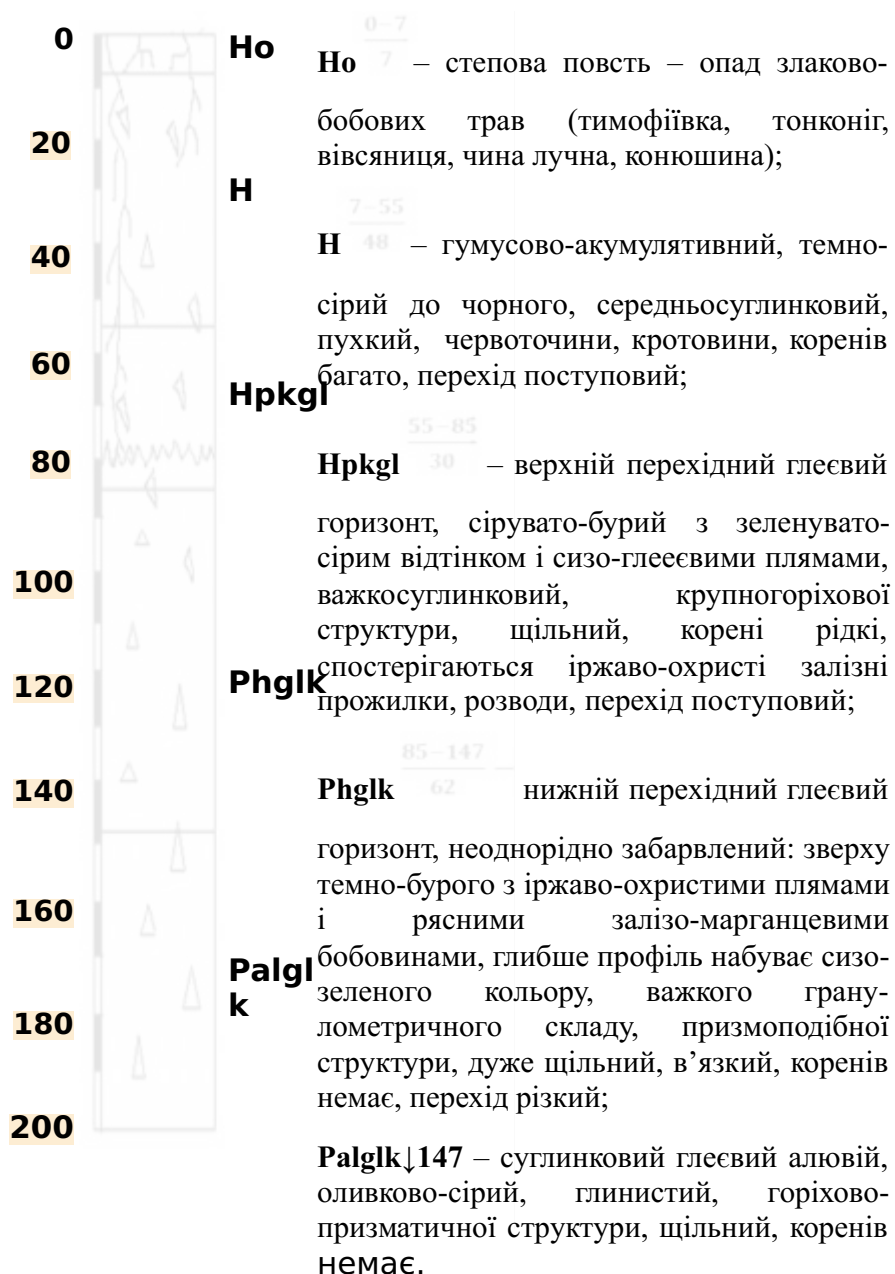 0
20
40
60
80
100
120
140
160
180
200
Ho
H
Hpkgl
Phglk
Palgl
k
Ho 0–7/7 – степова повсть – опад злаково-
бобових трав (тимофіївка, тонконіг,
вівсяниця, чина лучна, конюшина);
H 7–55/48 – гумусово-акумулятивний, темно-
сірий до чорного, середньосуглинковий,
пухкий, червоточини, кротовини, коренів
багато, перехід поступовий;
Hpkgl 55–85/30 – верхній перехідний глеєвий
горизонт, сірувато-бурий з зеленувато-
сірим відтінком і сизо-глееєвими плямами,
важкосуглинковий, крупногоріхової
структури, щільний, корені рідкі,
спостерігаються іржаво-охристі залізні
прожилки, розводи, перехід поступовий;
Phglk 85–147/62 – нижній перехідний глеєвий
горизонт, неоднорідно забарвлений: зверху
темно-бурого з іржаво-охристими плямами
і рясними залізо-марганцевими
бобовинами, глибше профіль набуває сизо-
зеленого кольору, важкого грану-
лометричного складу, призмоподібної
структури, дуже щільний, в’язкий, коренів
немає, перехід різкий;
Palglk↓147 – суглинковий глеєвий алювій,
оливково-сірий, глинистий, горіхово-
призматичної структури, щільний, коренів
немає.